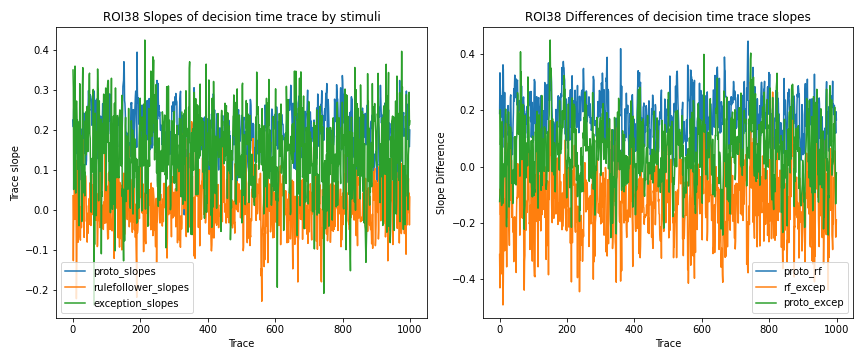 ROI38 Slopes of decision time trace by stimuli
Trace slope
0.4
0.3
0.2
0.1
0.0
−0.1
−0.2
proto_slopes
rulefollower_slopes
exception_slopes
0 200 400 600 800 1000
Trace
ROI38 Differences of decision time trace slopes
Slope Difference
0.4
0.2
0.0
−0.2
−0.4
proto_rf
rf_excep
proto_excep
0 200 400 600 800 1000
Trace